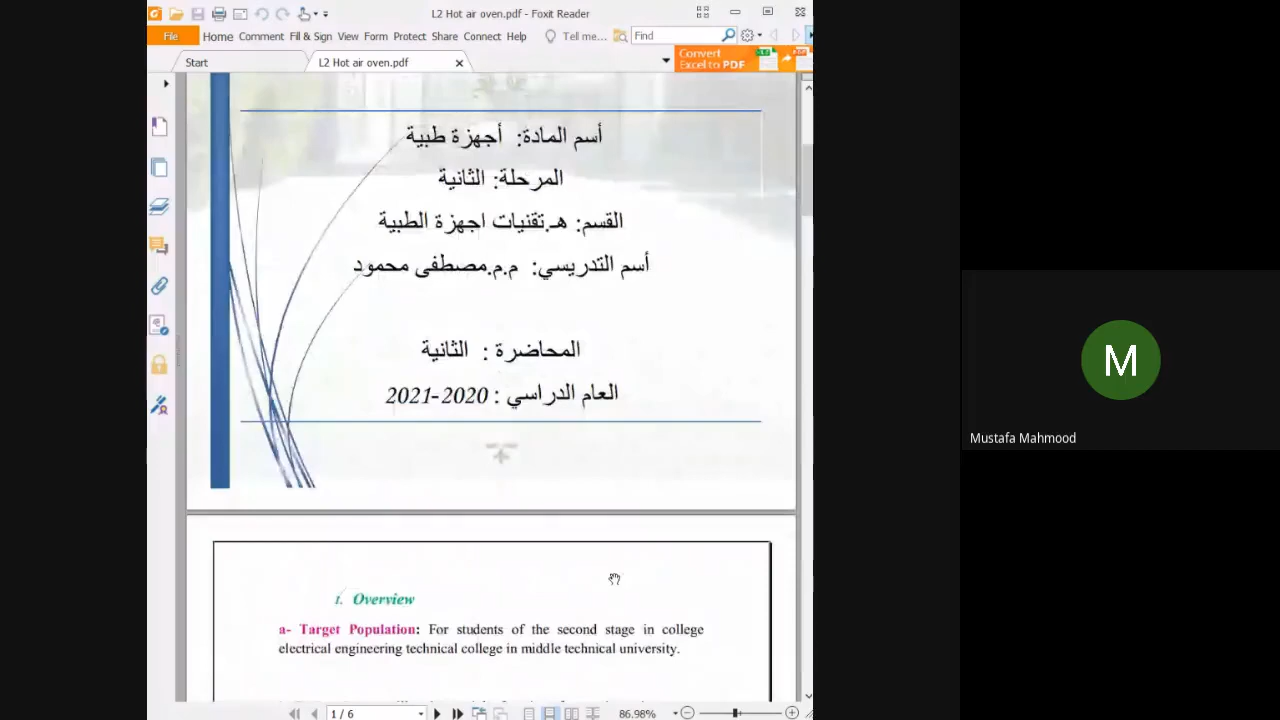 L2 Hot air oven.pdf - Foxit Reader
File Home Comment Fill & Sign View Form Protect Share Connect Help Tell me... Find
Start L2 Hot air oven.pdf
Convert Excel to PDF
أسم المادة: أجهزة طبية
المرحلة: الثانية
القسم: هـ.تقنيات اجهزة الطبية
أسم التدريسي: م.م.مصطفى محمود
المحاضرة : الثانية
العام الدراسي : 2020-2021
1. Overview
a- Target Population: For students of the second stage in college
electrical engineering technical college in middle technical university.
1 / 6 86.98%
M
Mustafa Mahmood